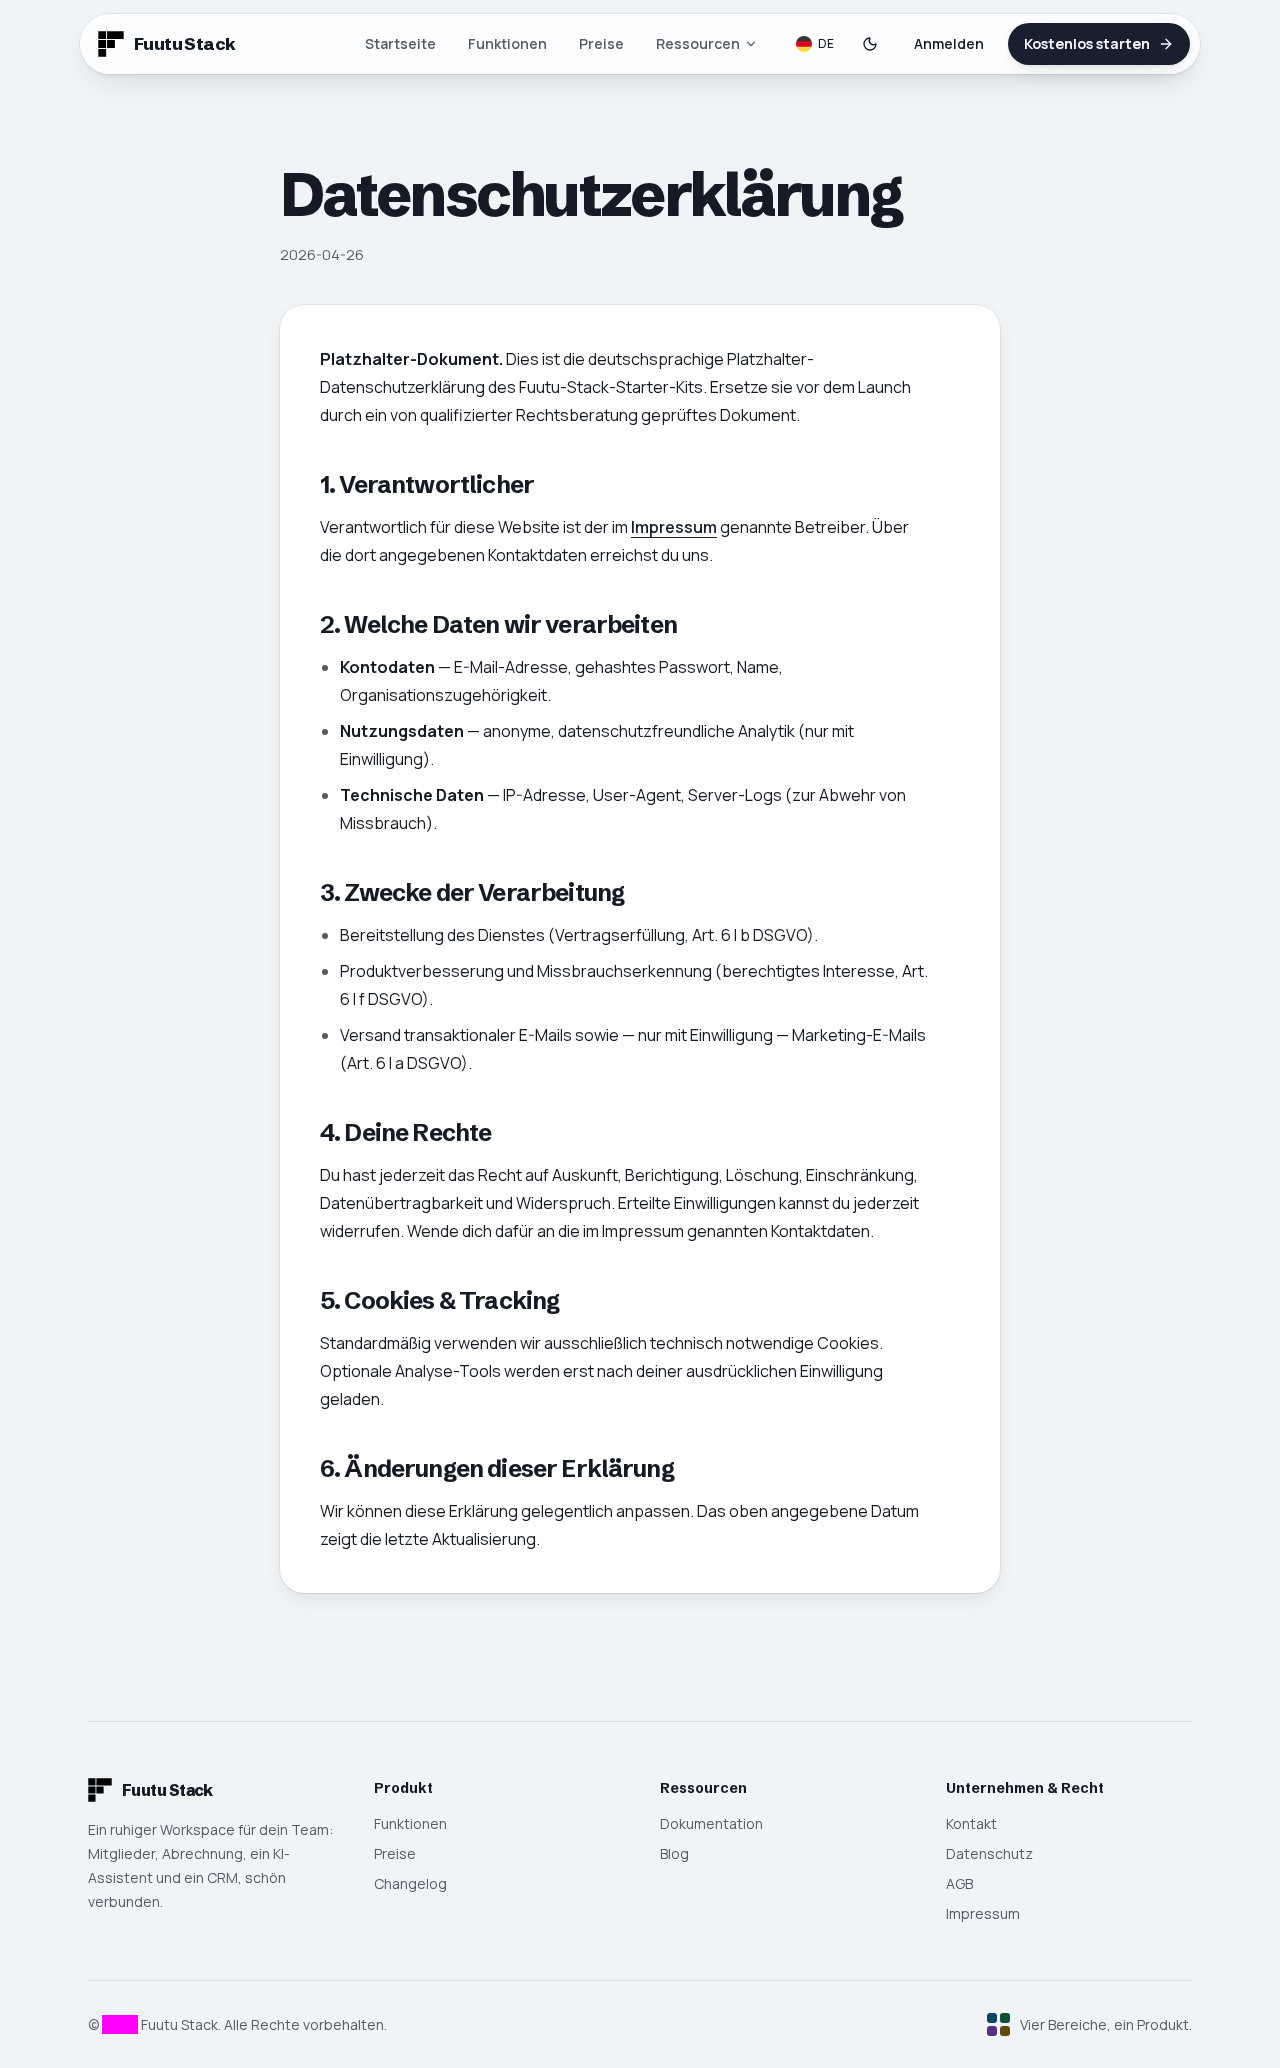 Fuutu Stack
Startseite
Funktionen
Preise
Ressourcen
DE
Anmelden
Kostenlos starten
Datenschutzerklärung
2026-04-26
Platzhalter-Dokument. Dies ist die deutschsprachige Platzhalter-
Datenschutzerklärung des Fuutu-Stack-Starter-Kits. Ersetze sie vor dem Launch
durch ein von qualifizierter Rechtsberatung geprüftes Dokument.
1. Verantwortlicher
Verantwortlich für diese Website ist der im Impressum genannte Betreiber. Über
die dort angegebenen Kontaktdaten erreichst du uns.
2. Welche Daten wir verarbeiten
• Kontodaten — E-Mail-Adresse, gehashtes Passwort, Name,
Organisationszugehörigkeit.
• Nutzungsdaten — anonyme, datenschutzfreundliche Analytik (nur mit
Einwilligung).
• Technische Daten — IP-Adresse, User-Agent, Server-Logs (zur Abwehr von
Missbrauch).
3. Zwecke der Verarbeitung
• Bereitstellung des Dienstes (Vertragserfüllung, Art. 6 I b DSGVO).
• Produktverbesserung und Missbrauchserkennung (berechtigtes Interesse, Art.
6 I f DSGVO).
• Versand transaktionaler E-Mails sowie — nur mit Einwilligung — Marketing-E-Mails
(Art. 6 I a DSGVO).
4. Deine Rechte
Du hast jederzeit das Recht auf Auskunft, Berichtigung, Löschung, Einschränkung,
Datenübertragbarkeit und Widerspruch. Erteilte Einwilligungen kannst du jederzeit
widerrufen. Wende dich dafür an die im Impressum genannten Kontaktdaten.
5. Cookies & Tracking
Standardmäßig verwenden wir ausschließlich technisch notwendige Cookies.
Optionale Analyse-Tools werden erst nach deiner ausdrücklichen Einwilligung
geladen.
6. Änderungen dieser Erklärung
Wir können diese Erklärung gelegentlich anpassen. Das oben angegebene Datum
zeigt die letzte Aktualisierung.
Fuutu Stack
Ein ruhiger Workspace für dein Team:
Mitglieder, Abrechnung, ein KI-
Assistent und ein CRM, schön
verbunden.
Produkt
Funktionen
Preise
Changelog
Ressourcen
Dokumentation
Blog
Unternehmen & Recht
Kontakt
Datenschutz
AGB
Impressum
© Fuutu Stack. Alle Rechte vorbehalten.
Vier Bereiche, ein Produkt.